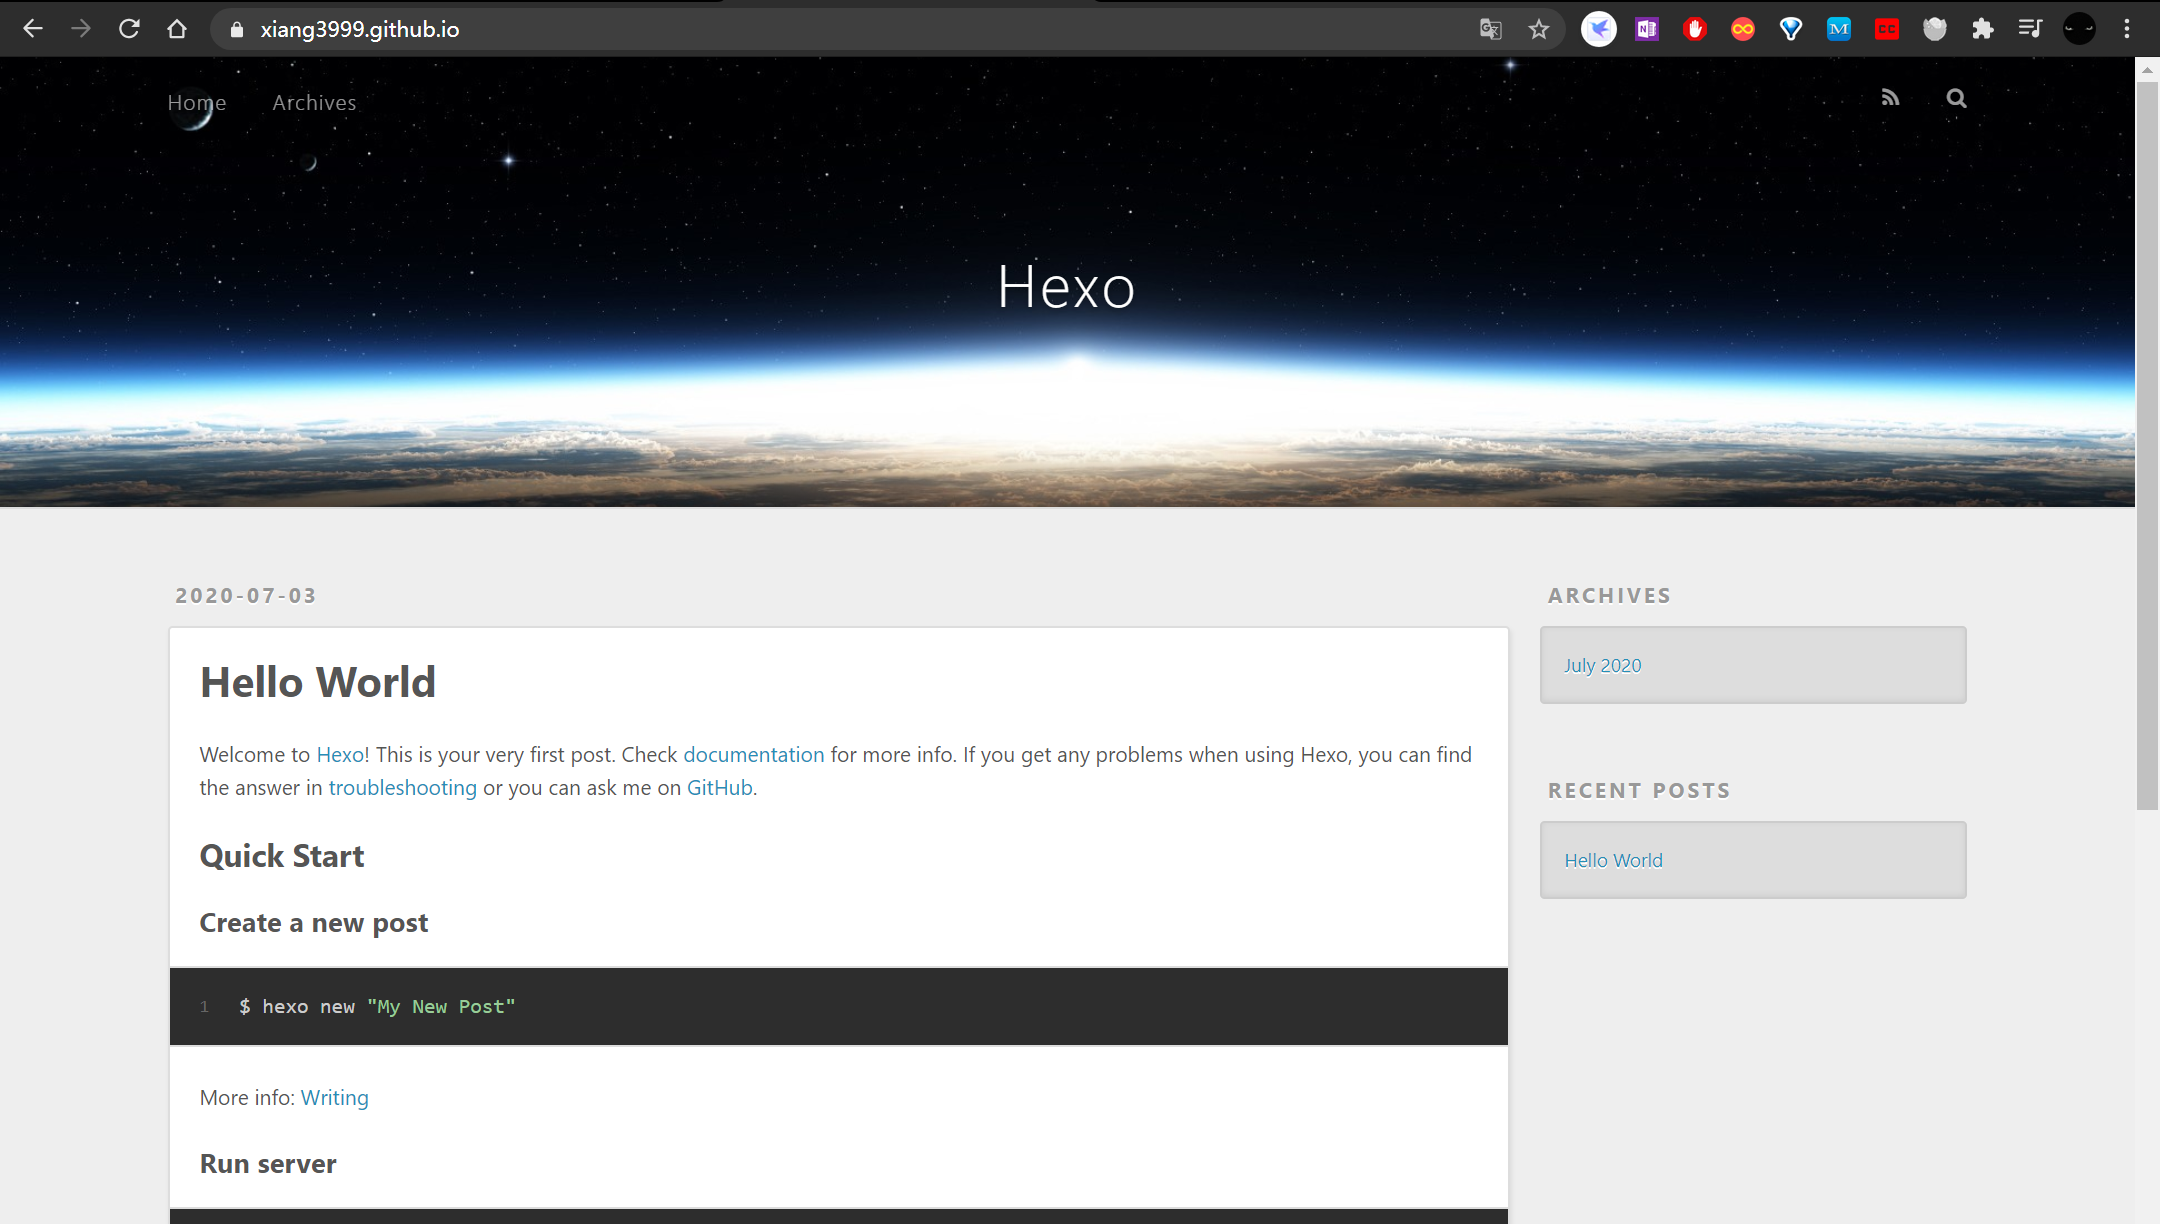 xiang3999.github.io
Home Archives
Hexo
2020-07-03
Hello World
Welcome to Hexo! This is your very first post. Check documentation for more info. If you get any problems when using Hexo, you can find
the answer in troubleshooting or you can ask me on GitHub.
Quick Start
Create a new post
1 $ hexo new "My New Post"
More info: Writing
Run server
ARCHIVES
July 2020
RECENT POSTS
Hello World